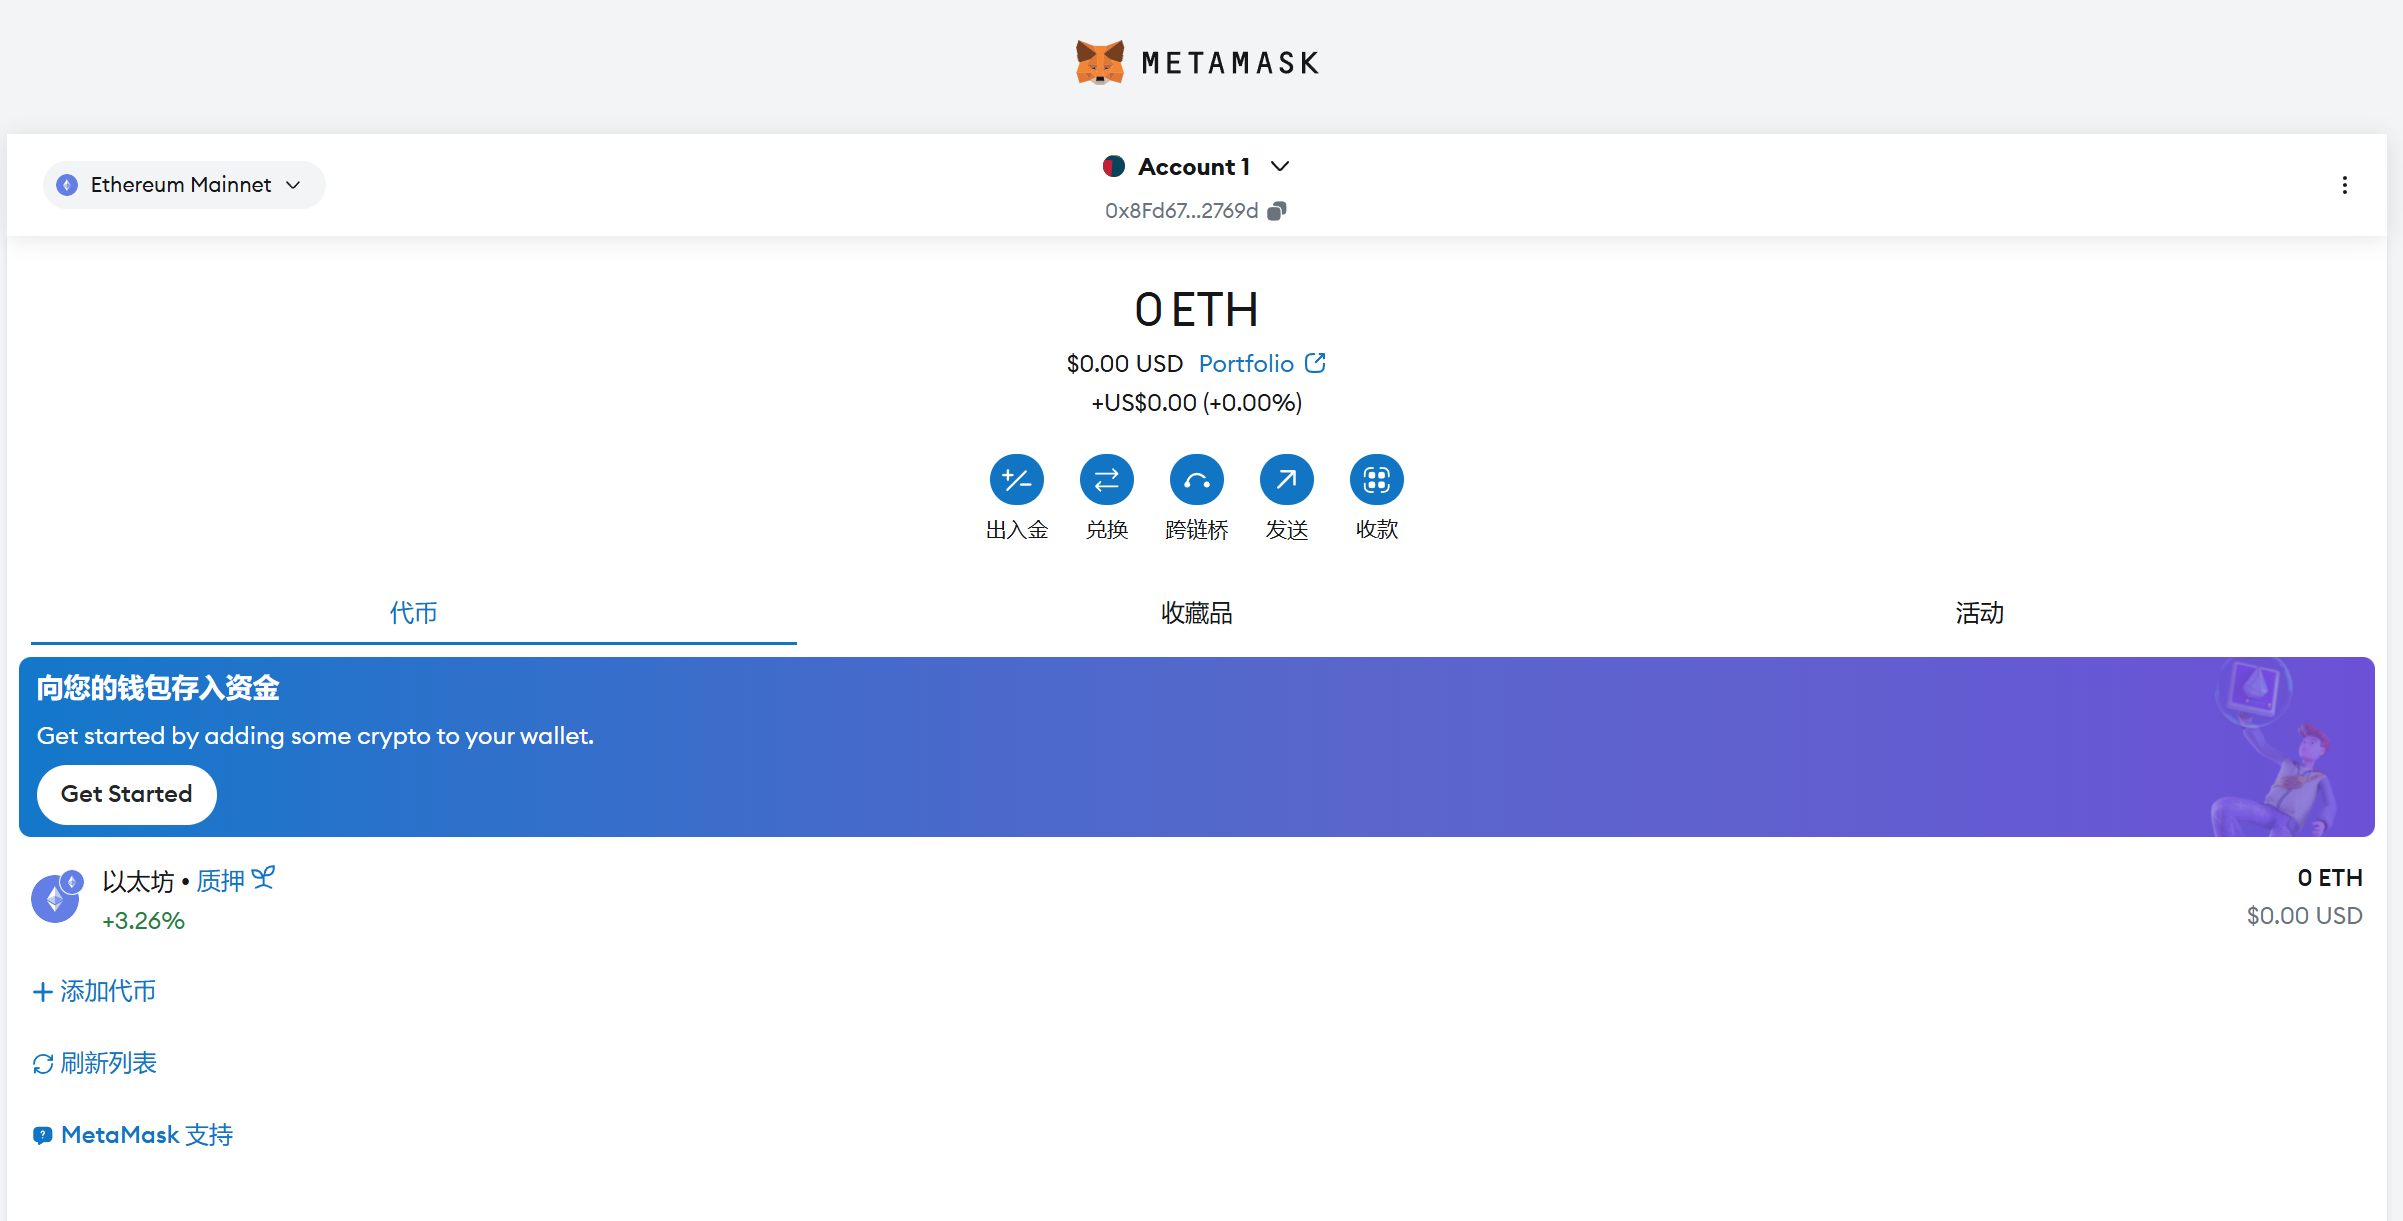 METAMASK
Ethereum Mainnet
Account 1
0x8Fd67...2769d
0 ETH
$0.00 USD Portfolio
+US$0.00 (+0.00%)
出入金 兑换 跨链桥 发送 收款
代币 收藏品 活动
向您的钱包存入资金
Get started by adding some crypto to your wallet.
Get Started
以太坊 • 质押 0 ETH
+3.26% $0.00 USD
添加代币
刷新列表
MetaMask 支持